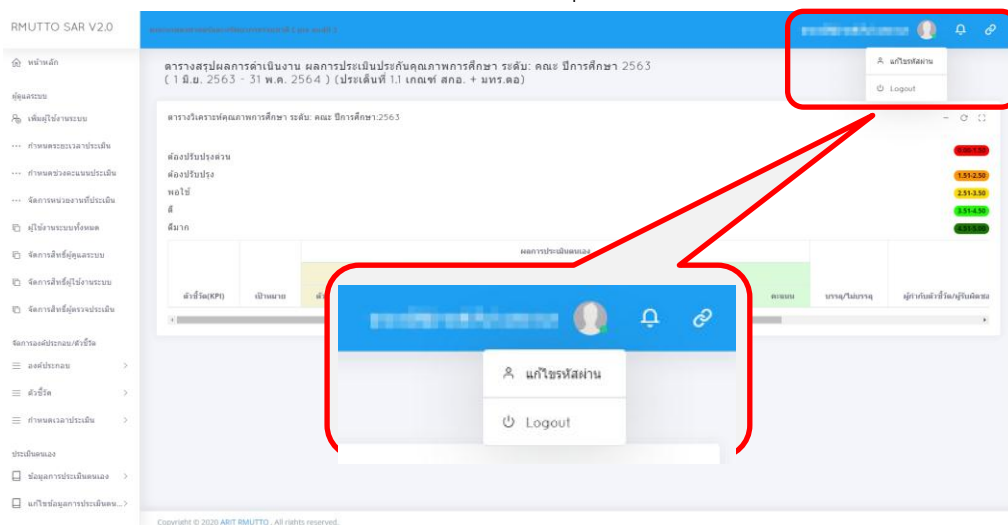 RMUTTO SAR V2.0
หน้าหลัก
ผู้ดูแลระบบ
เพิ่มผู้ใช้งานระบบ
กำหนดระยะเวลาประเมิน
กำหนดช่วงคะแนนประเมิน
จัดการหน่วยงานที่ประเมิน
ผู้ใช้งานระบบทั้งหมด
จัดการสิทธิ์ผู้ดูแลระบบ
จัดการสิทธิ์ผู้ใช้งานระบบ
จัดการสิทธิ์ผู้ตรวจประเมิน
จัดการองค์ประกอบ/ตัวชี้วัด
องค์ประกอบ
ตัวชี้วัด
กำหนดเวลาประเมิน
ประเมินตนเอง
ข้อมูลการประเมินตนเอง
แก้ไขข้อมูลการประเมินตน...
แก้ไขรหัสผ่าน
Logout
ตารางสรุปผลการดำเนินงาน ผลการประเมินประกันคุณภาพการศึกษา ระดับ: คณะ ปีการศึกษา 2563
( 1 มิ.ย. 2563 - 31 พ.ค. 2564 ) (ประเด็นที่ 1.1 เกณฑ์ สกอ. + มทร.ตอ)
ตารางวิเคราะห์คุณภาพการศึกษา ระดับ: คณะ ปีการศึกษา:2563
ต้องปรับปรุงด่วน 0.00-1.50
ต้องปรับปรุง 1.51-2.50
พอใช้ 2.51-3.50
ดี 3.51-4.50
ดีมาก 4.51-5.00
ผลการประเมินตนเอง
ตัวชี้วัด(KPI) เป้าหมาย คะแนน บรรลุ/ไม่บรรลุ ผู้กำกับตัวชี้วัด/ผู้รับผิดชอ
แก้ไขรหัสผ่าน
Logout
Copyright © 2020 ARIT RMUTTO . All rights reserved.